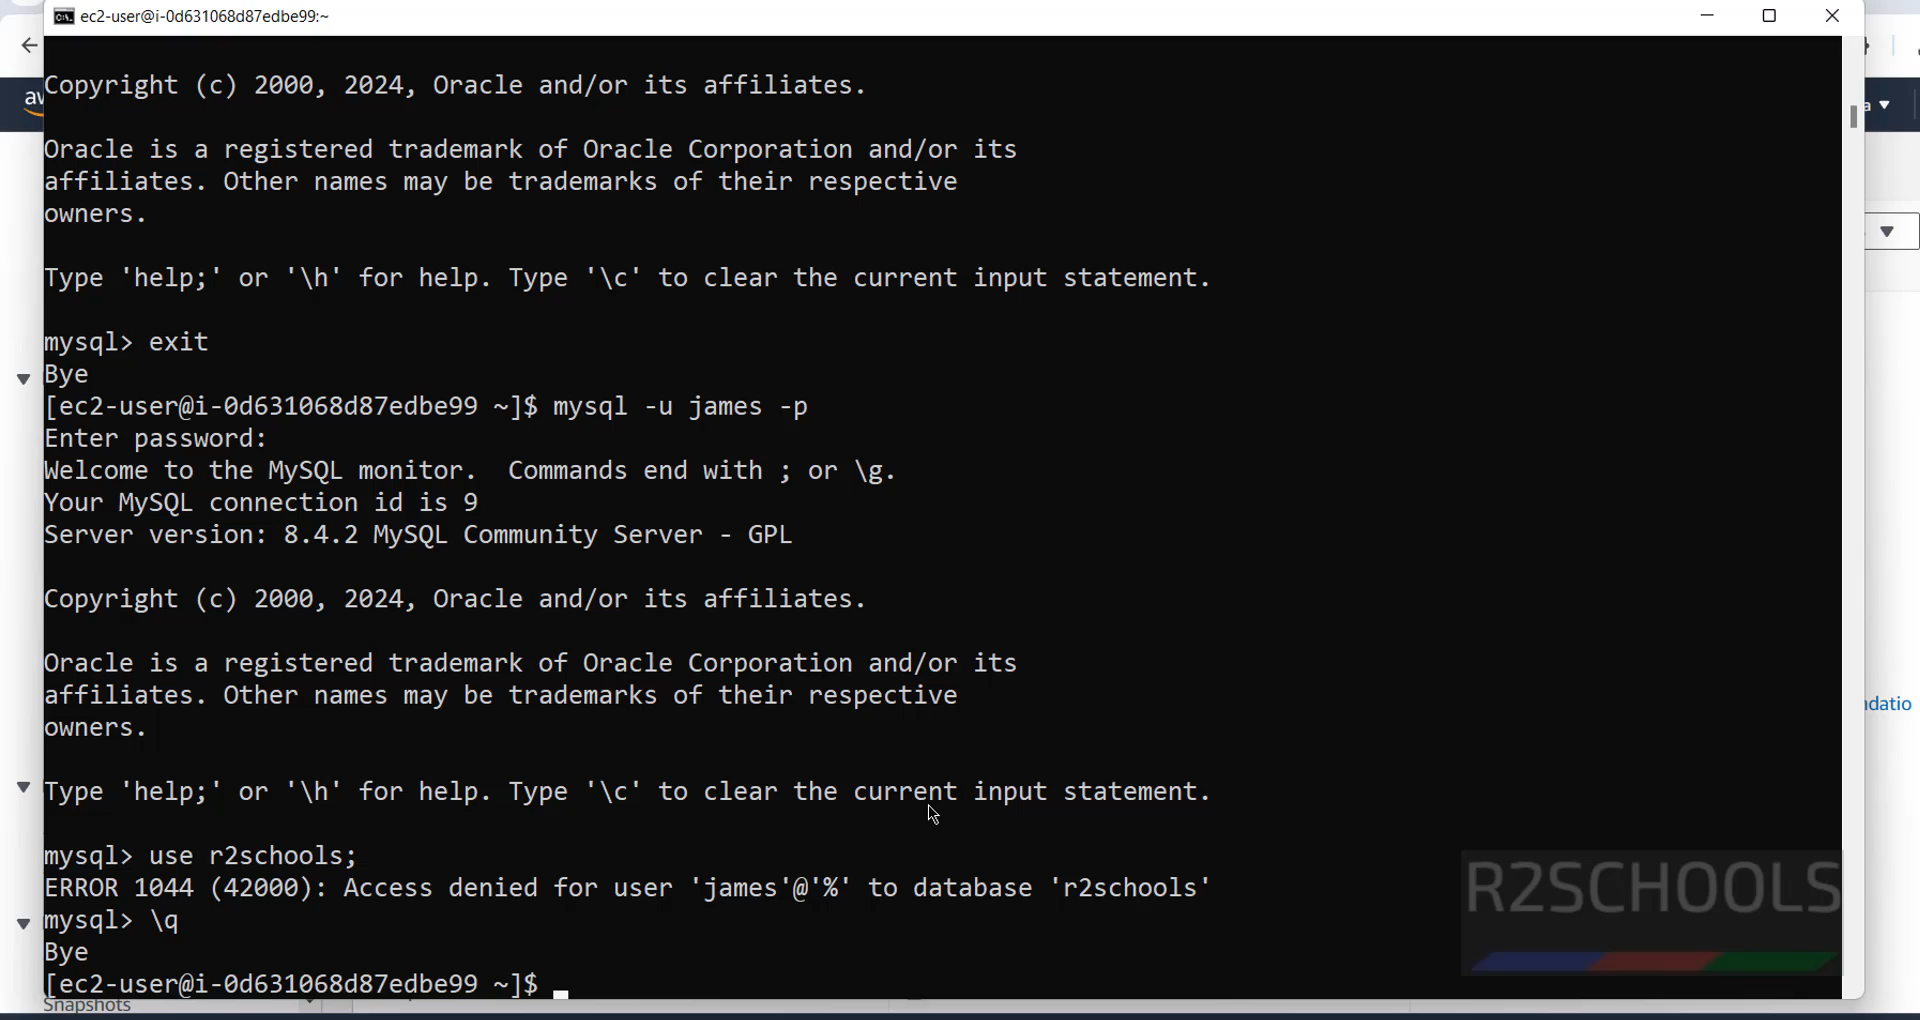 ec2-user@i-0d631068d87edbe99:~
Copyright (c) 2000, 2024, Oracle and/or its affiliates.
Oracle is a registered trademark of Oracle Corporation and/or its
affiliates. Other names may be trademarks of their respective
owners.
Type 'help;' or '\h' for help. Type '\c' to clear the current input statement.
mysql> exit
Bye
[ec2-user@i-0d631068d87edbe99 ~]$ mysql -u james -p
Enter password:
Welcome to the MySQL monitor.  Commands end with ; or \g.
Your MySQL connection id is 9
Server version: 8.4.2 MySQL Community Server - GPL
Copyright (c) 2000, 2024, Oracle and/or its affiliates.
Oracle is a registered trademark of Oracle Corporation and/or its
affiliates. Other names may be trademarks of their respective
owners.
Type 'help;' or '\h' for help. Type '\c' to clear the current input statement.
mysql> use r2schools;
ERROR 1044 (42000): Access denied for user 'james'@'%' to database 'r2schools'
mysql> \q
Bye
[ec2-user@i-0d631068d87edbe99 ~]$
R2SCHOOLS
Snapshots